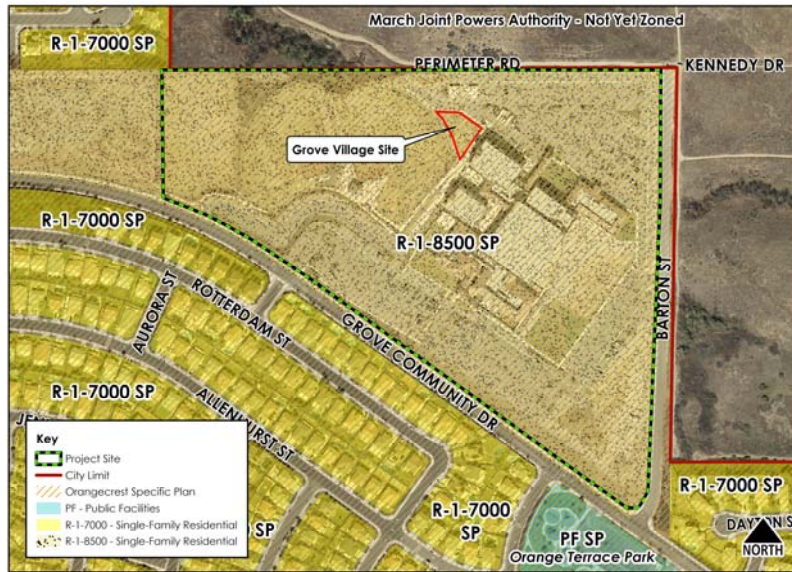 March Joint Powers Authority - Not Yet Zoned
R-1-7000 SP
PERIMETER RD
KENNEDY DR
Grove Village Site
R-1-7000 SP
R-1-8500 SP
BARTON ST
AURORA ST
ROTTERDAM ST
GROVE COMMUNITY DR
R-1-7000 SP
ALLENHURST ST
Key
Project Site
City Limit
Orangecrest Specific Plan
PF - Public Facilities
R-1-7000 - Single-Family Residential
R-1-8500 - Single-Family Residential
SP
R-1-7000
SP
R-1-7000 SP
PF SP
Orange Terrace Park
DAYTON S
NORTH